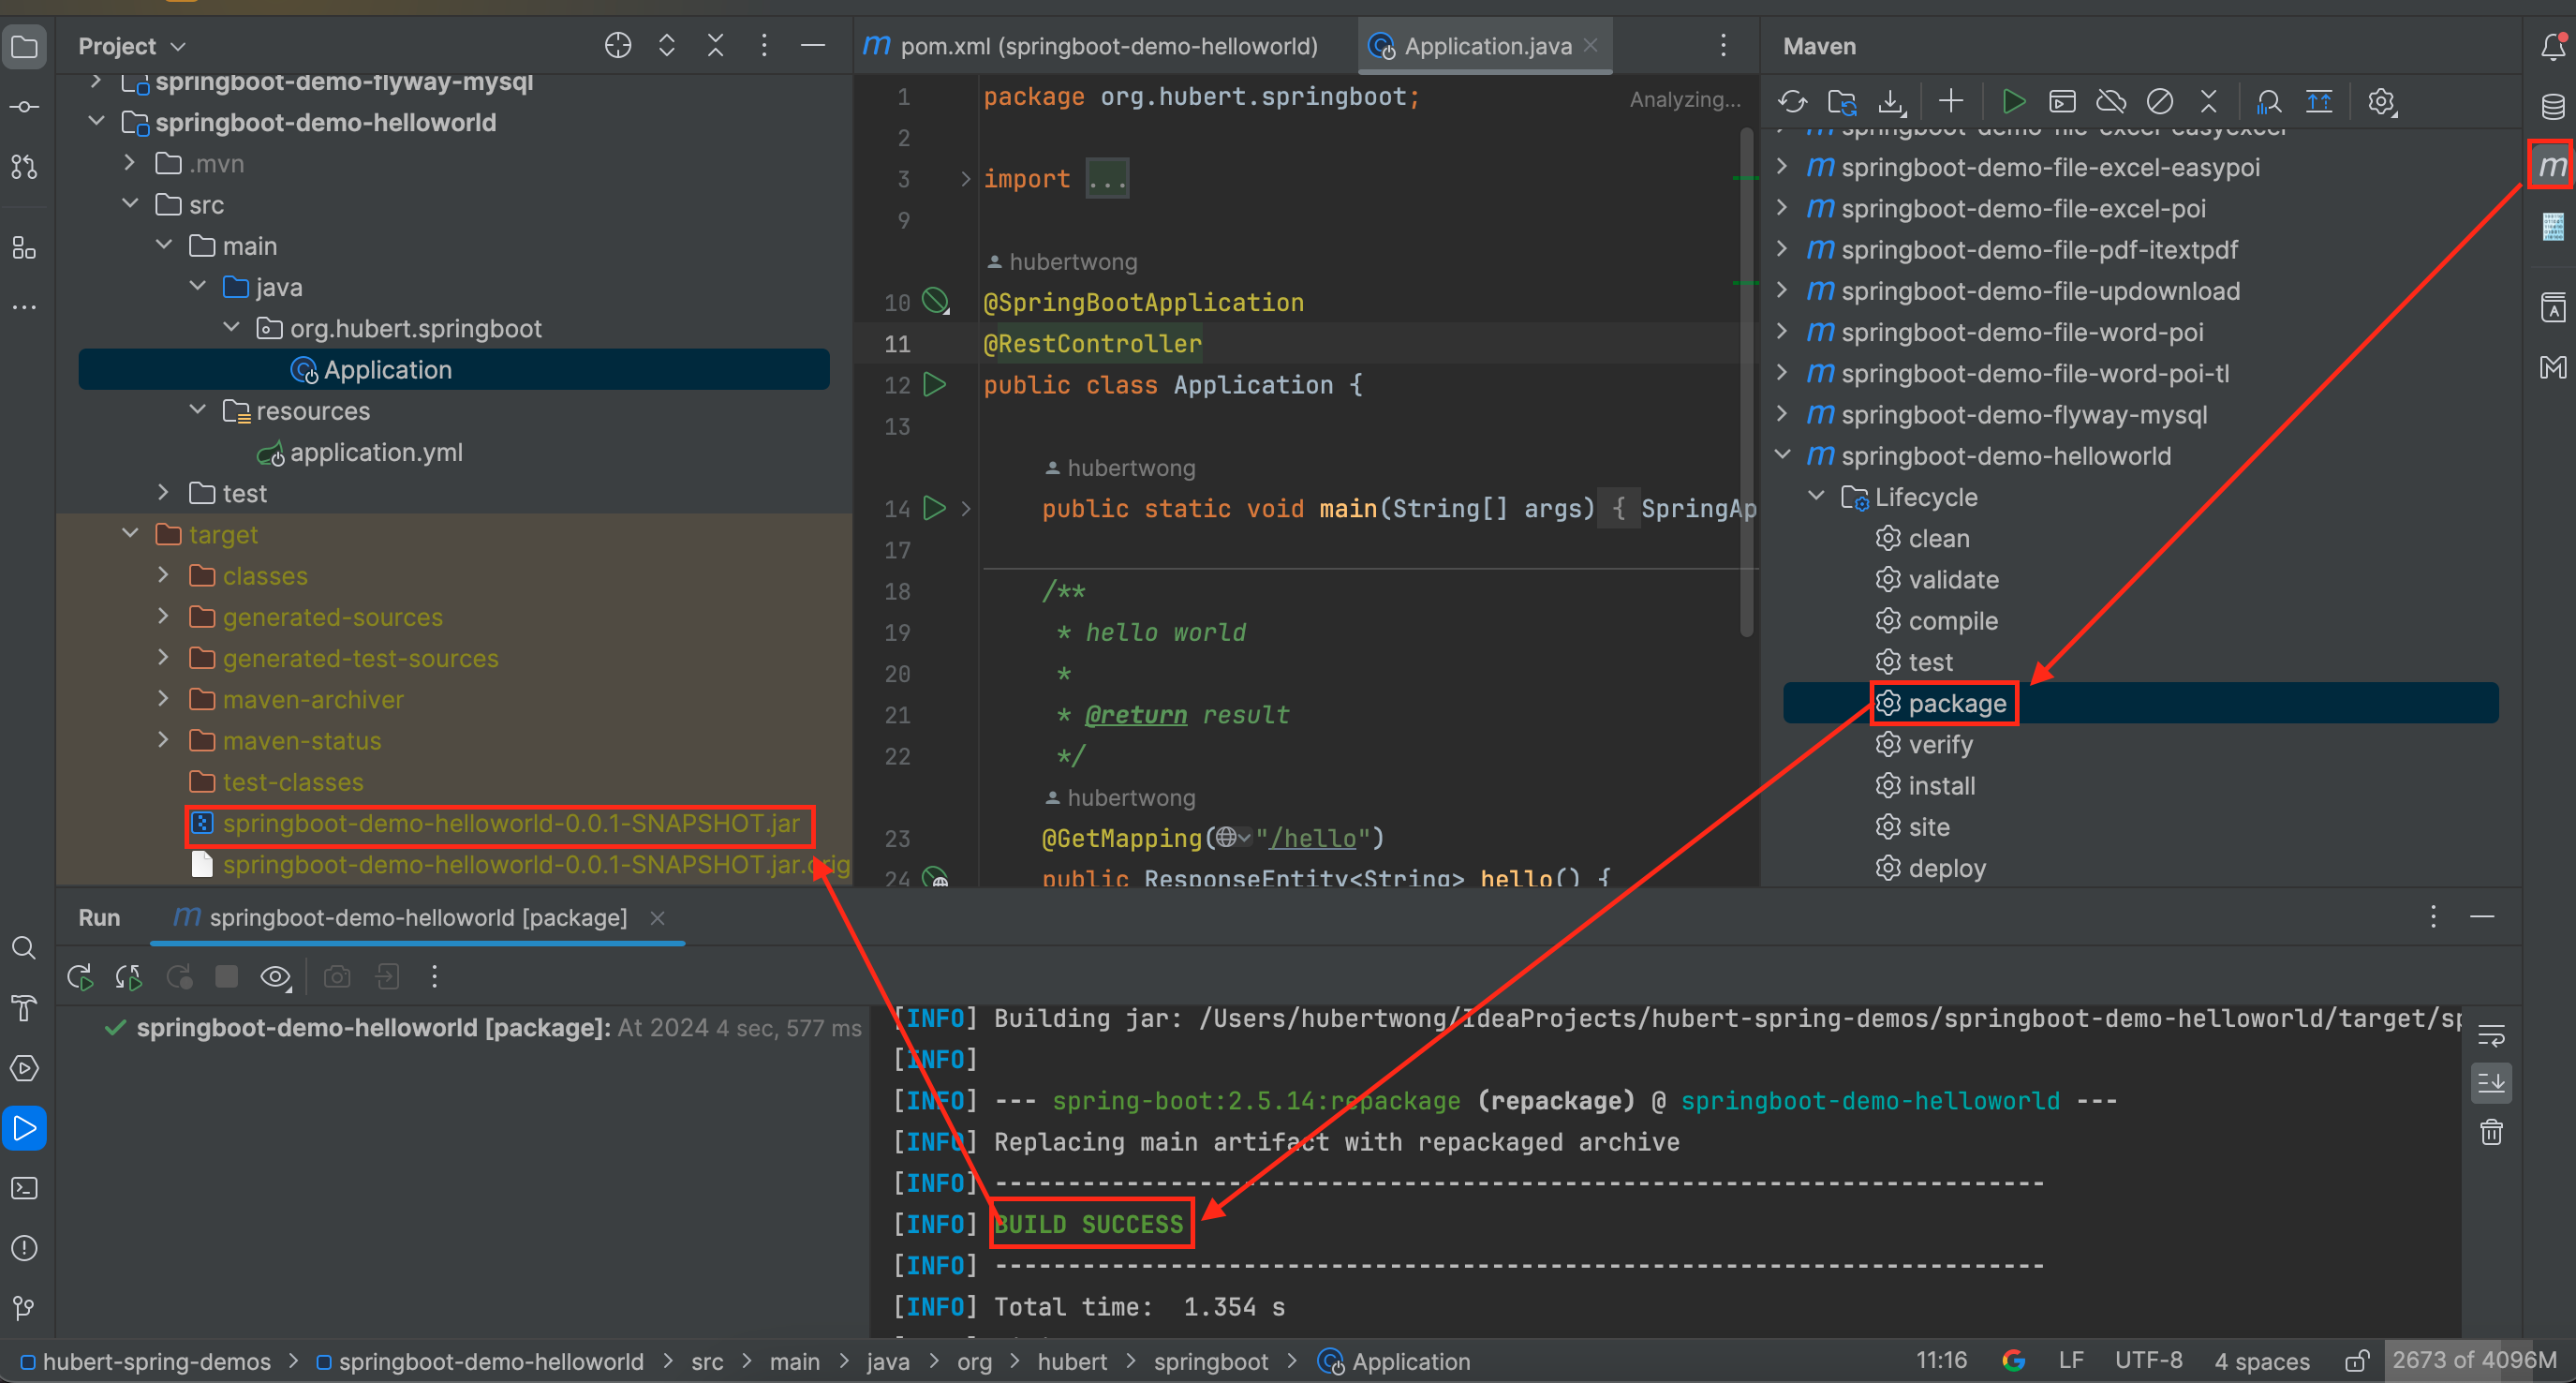 Project
springboot-demo-flyway-mysql
springboot-demo-helloworld
.mvn
src
main
java
org.hubert.springboot
Application
resources
application.yml
test
target
classes
generated-sources
generated-test-sources
maven-archiver
maven-status
test-classes
springboot-demo-helloworld-0.0.1-SNAPSHOT.jar
springboot-demo-helloworld-0.0.1-SNAPSHOT.jar.orig
pom.xml (springboot-demo-helloworld)
Application.java
Analyzing...
1 package org.hubert.springboot;
2
3 import ...
9
hubertwong
10 @SpringBootApplication
11 @RestController
12 public class Application {
13
hubertwong
14 public static void main(String[] args) { SpringAp
17
18 /**
19 * hello world
20 *
21 * @return result
22 */
hubertwong
23 @GetMapping("/hello")
24 public ResponseEntity<String> hello() {
Maven
springboot-demo-file-excel-easyexcel
springboot-demo-file-excel-easypoi
springboot-demo-file-excel-poi
springboot-demo-file-pdf-itextpdf
springboot-demo-file-updownload
springboot-demo-file-word-poi
springboot-demo-file-word-poi-tl
springboot-demo-flyway-mysql
springboot-demo-helloworld
Lifecycle
clean
validate
compile
test
package
verify
install
site
deploy
Run springboot-demo-helloworld [package]
springboot-demo-helloworld [package]: At 2024 4 sec, 577 ms
[INFO] Building jar: /Users/hubertwong/IdeaProjects/hubert-spring-demos/springboot-demo-helloworld/target/sp
[INFO]
[INFO] --- spring-boot:2.5.14:repackage (repackage) @ springboot-demo-helloworld ---
[INFO] Replacing main artifact with repackaged archive
[INFO] ------------------------------------------------------------------------
[INFO] BUILD SUCCESS
[INFO] ------------------------------------------------------------------------
[INFO] Total time:  1.354 s
hubert-spring-demos > springboot-demo-helloworld > src > main > java > org > hubert > springboot > Application
11:16 LF UTF-8 4 spaces 2673 of 4096M